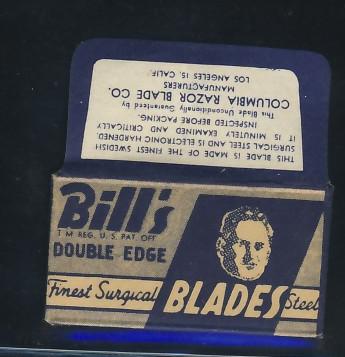 THIS BLADE IS MADE OF THE FINEST SWEDISH
SURGICAL STEEL AND IS ELECTRONIC HARDENED
IT IS MINUTELY EXAMINED AND CRITICALLY
INSPECTED BEFORE PACKING.
This Blade Unconditionally Guaranteed by
COLUMBIA RAZOR BLADE CO.
MANUFACTURERS
LOS ANGELES 15, CALIF.
Bill's
T M REG. U. S. PAT. OFF
DOUBLE EDGE
Finest Surgical BLADES Steel